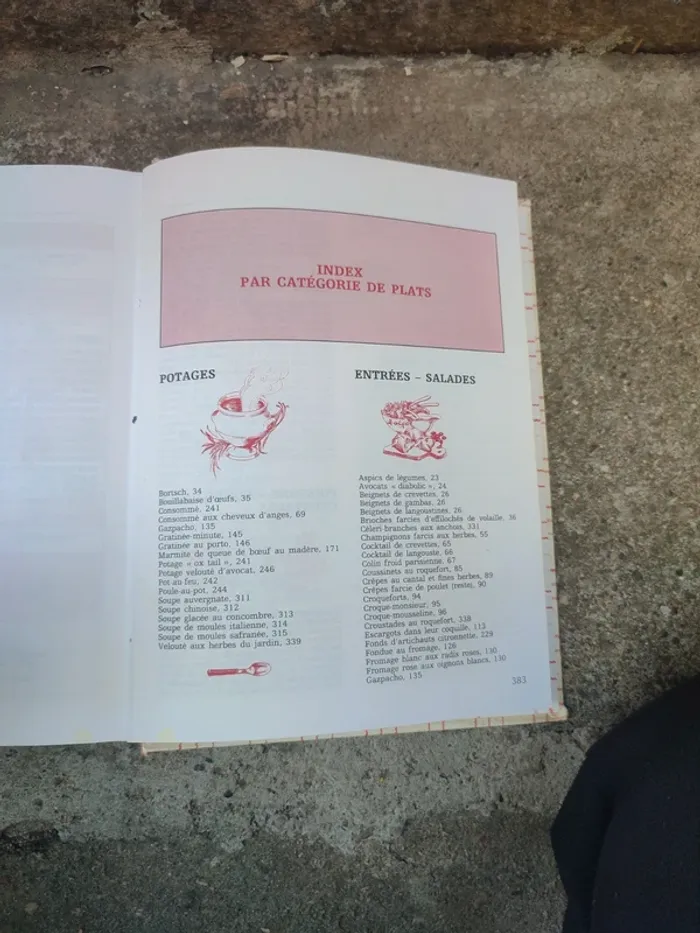 INDEX
PAR CATÉGORIE DE PLATS
POTAGES
Bortsch, 34
Bouillabaise d'œufs, 35
Consommé, 241
Consommé aux cheveux d'anges, 69
Gazpacho, 135
Gratinée-minute, 145
Gratinée au porto, 146
Marmite de queue de bœuf au madère, 171
Potage « ox tail », 241
Potage velouté d'avocat, 246
Pot-au-feu, 242
Poule-au-pot, 244
Soupe auvergnate, 311
Soupe chinoise, 312
Soupe glacée au concombre, 313
Soupe de moules italienne, 314
Soupe de moules safranée, 315
Velouté aux herbes du jardin, 339
ENTRÉES – SALADES
Aspics de légumes, 23
Avocats « diabolic », 24
Beignets de crevettes, 26
Beignets de gambas, 26
Beignets de langoustines, 26
Brioches farcies d'effilochés de volaille, 36
Céleri-branches aux anchois, 331
Champignons farcis aux herbes, 55
Cocktail de crevettes, 65
Cocktail de langouste, 66
Colin froid parisienne, 67
Coussinets au roquefort, 85
Crêpes au cantal et fines herbes, 89
Crêpes farcie de poulet (reste), 90
Croqueforts, 94
Croque-monsieur, 95
Croque-mousseline, 96
Croustades au roquefort, 338
Escargots dans leur coquille, 113
Fonds d'artichauts citronnette, 228
Fondue au fromage, 126
Fromage blanc aux radis roses, 130
Fromage rose aux oignons blancs, 130
Gazpacho, 135
383